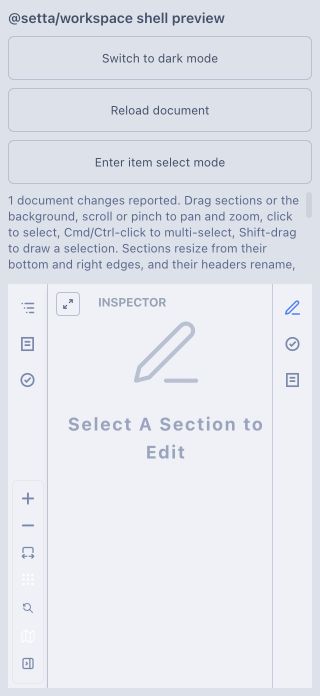 @setta/workspace shell preview
Switch to dark mode
Reload document
Enter item select mode
1 document changes reported. Drag sections or the
background, scroll or pinch to pan and zoom, click
to select, Cmd/Ctrl-click to multi-select, Shift-drag
to draw a selection. Sections resize from their
bottom and right edges, and their headers rename,
INSPECTOR
Select A Section to
Edit